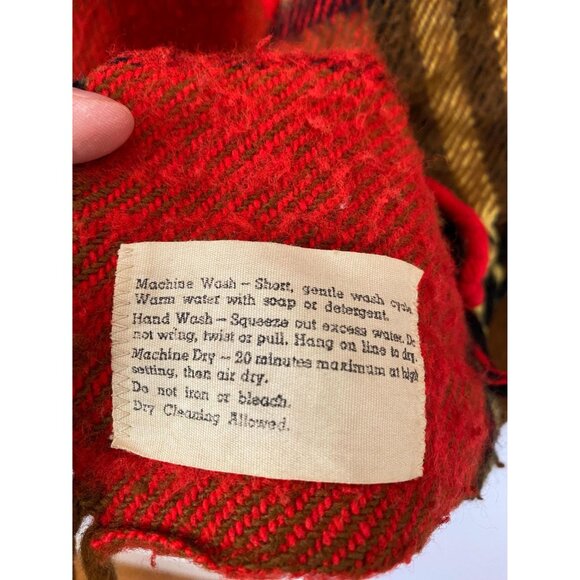 Machine Wash – Short, gentle wash cycle.
Warm water with soap or detergent.
Hand Wash – Squeeze out excess water. Do
not wring, twist or pull. Hang on line to dry.
Machine Dry – 20 minutes maximum at high
setting, then air dry.
Do not iron or bleach.
Dry Cleaning Allowed.